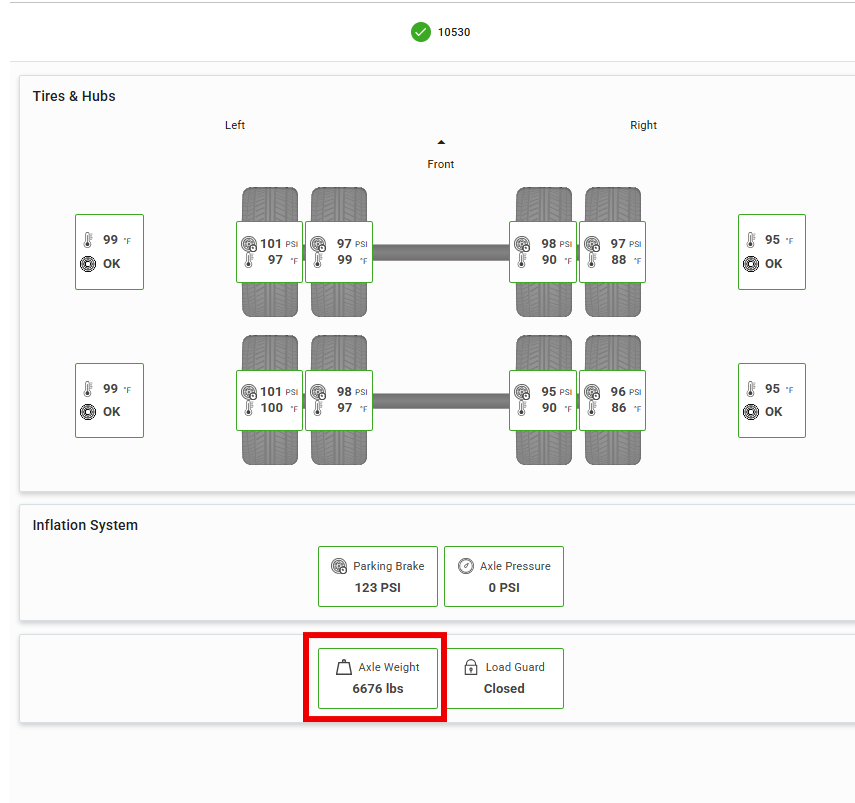 10530
Tires & Hubs
Left
Right
Front
99 °F
OK
101 PSI
97 °F
97 PSI
99 °F
98 PSI
90 °F
97 PSI
88 °F
95 °F
OK
99 °F
OK
101 PSI
100 °F
98 PSI
97 °F
95 PSI
90 °F
96 PSI
86 °F
95 °F
OK
Inflation System
Parking Brake
123 PSI
Axle Pressure
0 PSI
Axle Weight
6676 lbs
Load Guard
Closed